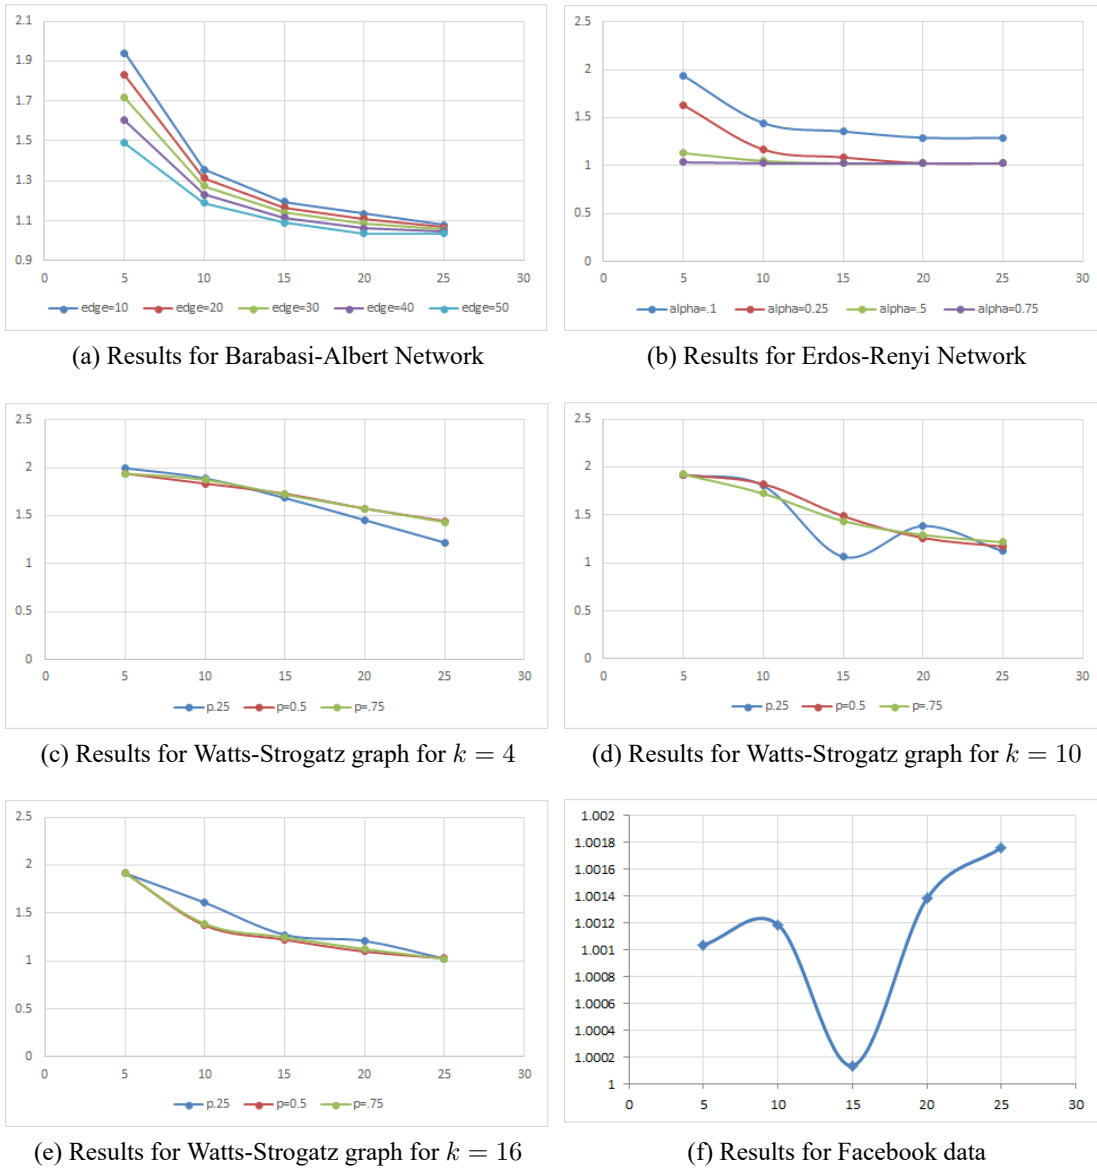 2.1
1.9
1.7
1.5
1.3
1.1
0.9
0 5 10 15 20 25 30
edge=10 edge=20 edge=30 edge=40 edge=50
(a) Results for Barabasi-Albert Network
2.5
2
1.5
1
0.5
0
0 5 10 15 20 25 30
alpha=.1 alpha=0.25 alpha=.5 alpha=0.75
(b) Results for Erdos-Renyi Network
2.5
2
1.5
1
0.5
0
0 5 10 15 20 25 30
p.25 p=0.5 p=.75
(c) Results for Watts-Strogatz graph for k = 4
2.5
2
1.5
1
0.5
0
0 5 10 15 20 25 30
p.25 p=0.5 p=.75
(d) Results for Watts-Strogatz graph for k = 10
2.5
2
1.5
1
0.5
0
0 5 10 15 20 25 30
p.25 p=0.5 p=.75
(e) Results for Watts-Strogatz graph for k = 16
1.002
1.0018
1.0016
1.0014
1.0012
1.001
1.0008
1.0006
1.0004
1.0002
1
0 5 10 15 20 25 30
(f) Results for Facebook data